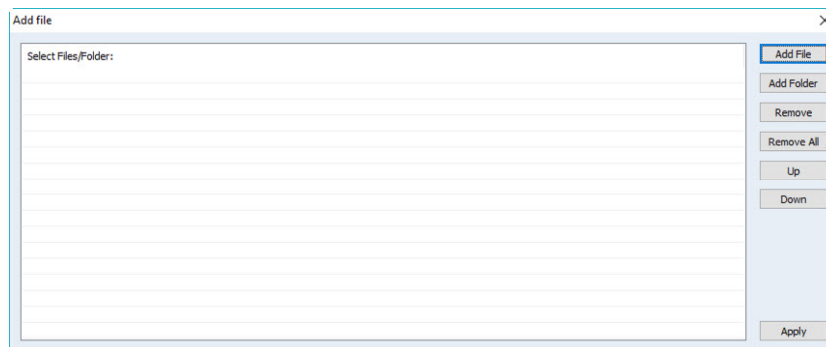 Add file
Select Files/Folder:
Add File
Add Folder
Remove
Remove All
Up
Down
Apply